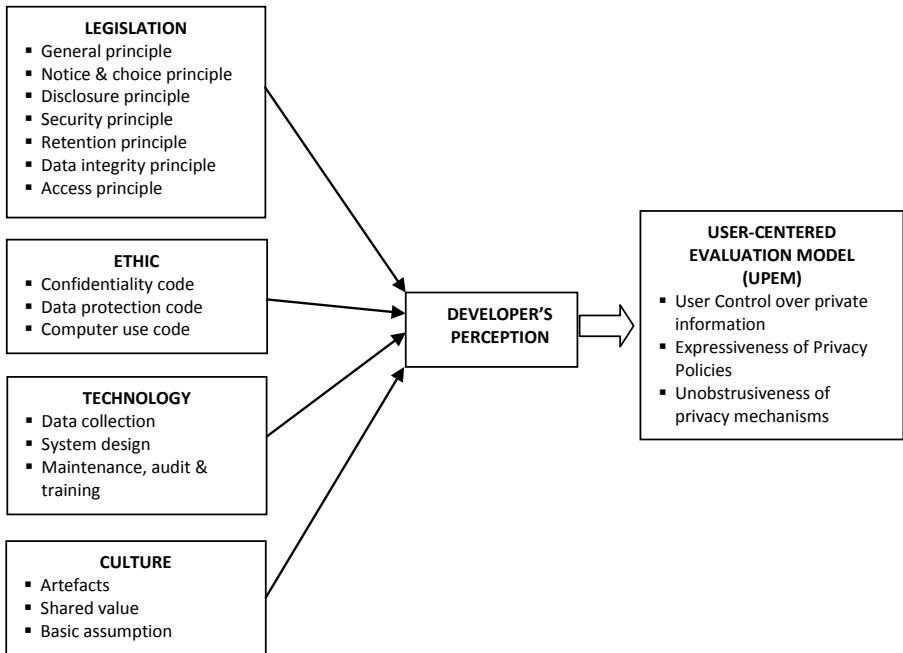 LEGISLATION
▪ General principle
▪ Notice & choice principle
▪ Disclosure principle
▪ Security principle
▪ Retention principle
▪ Data integrity principle
▪ Access principle
ETHIC
▪ Confidentiality code
▪ Data protection code
▪ Computer use code
TECHNOLOGY
▪ Data collection
▪ System design
▪ Maintenance, audit &
training
CULTURE
▪ Artefacts
▪ Shared value
▪ Basic assumption
DEVELOPER'S
PERCEPTION
USER-CENTERED
EVALUATION MODEL
(UPEM)
▪ User Control over private
information
▪ Expressiveness of Privacy
Policies
▪ Unobstrusiveness of
privacy mechanisms